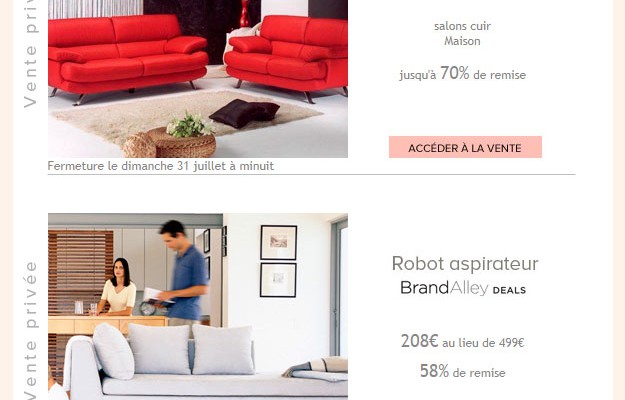 Vente priv
salons cuir
Maison
jusqu'à 70% de remise
ACCÉDER À LA VENTE
Fermeture le dimanche 31 juillet à minuit
Vente privée
Robot aspirateur
BrandAlley DEALS
208€ au lieu de 499€
58% de remise